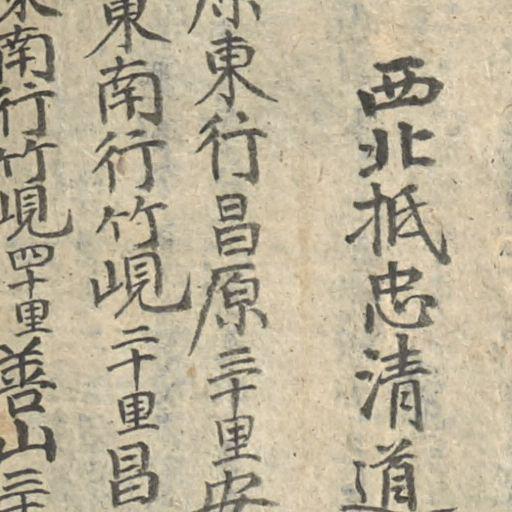 西北抵忠清道
原東行昌原三十里安
東南行竹峴二十里昌
東南行竹峴四十里善山三十